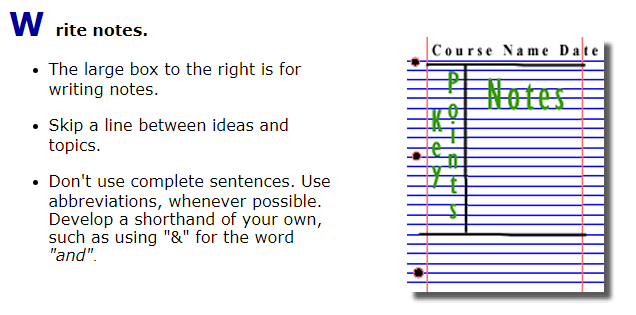 W rite notes.
• The large box to the right is for
writing notes.
• Skip a line between ideas and
topics.
• Don't use complete sentences. Use
abbreviations, whenever possible.
Develop a shorthand of your own,
such as using "&" for the word
"and".
Course Name Date
Key Points
Notes